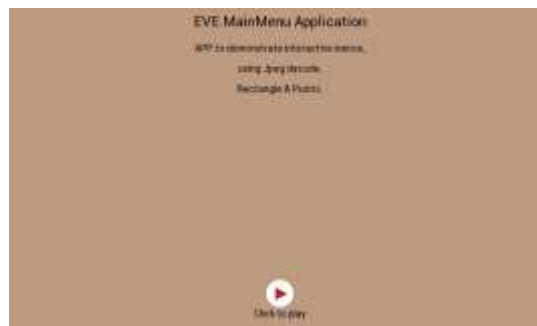 EVE MainMenu Application
APP to demonstrate interactive menus,
using Jpeg decode,
Rectangle & Points
Click to play